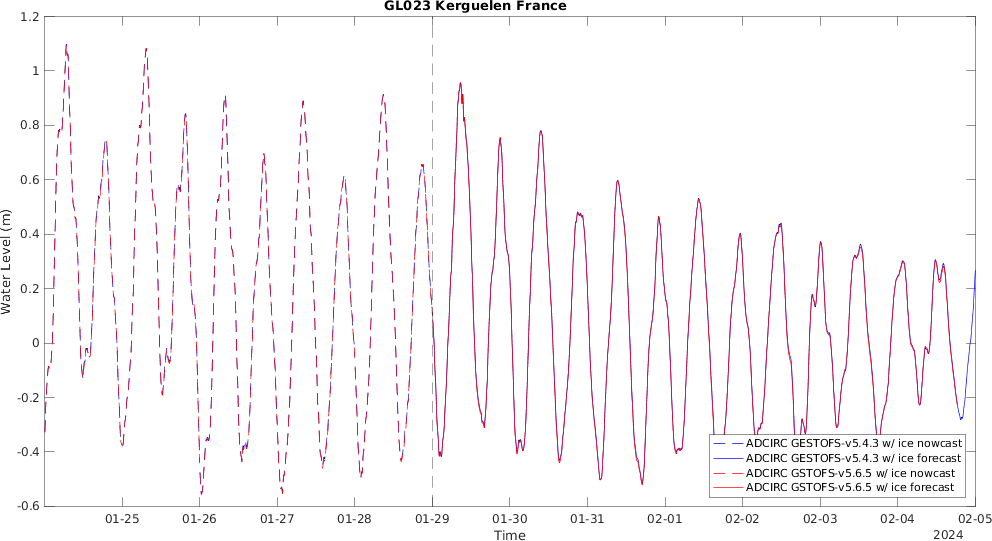 GL023 Kerguelen France
1.2
1
0.8
0.6
0.4
0.2
0
-0.2
-0.4
-0.6
Water Level (m)
ADCIRC GESTOFS-v5.4.3 w/ ice nowcast
ADCIRC GESTOFS-v5.4.3 w/ ice forecast
ADCIRC GSTOFS-v5.6.5 w/ ice nowcast
ADCIRC GSTOFS-v5.6.5 w/ ice forecast
01-25 01-26 01-27 01-28 01-29 01-30 01-31 02-01 02-02 02-03 02-04 02-05
Time
2024